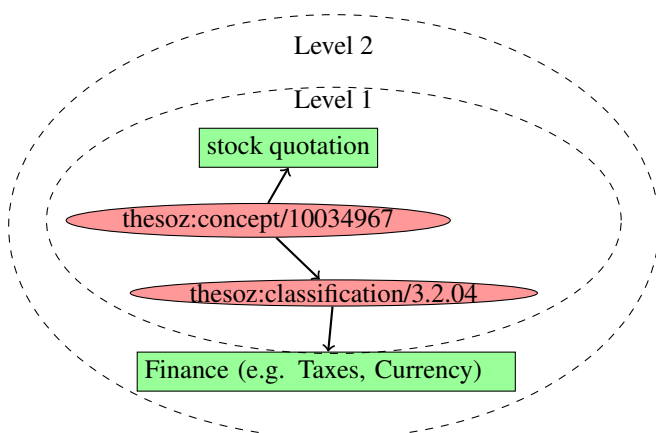 Level 2
Level 1
stock quotation
thesoz:concept/10034967
thesoz:classification/3.2.04
Finance (e.g. Taxes, Currency)